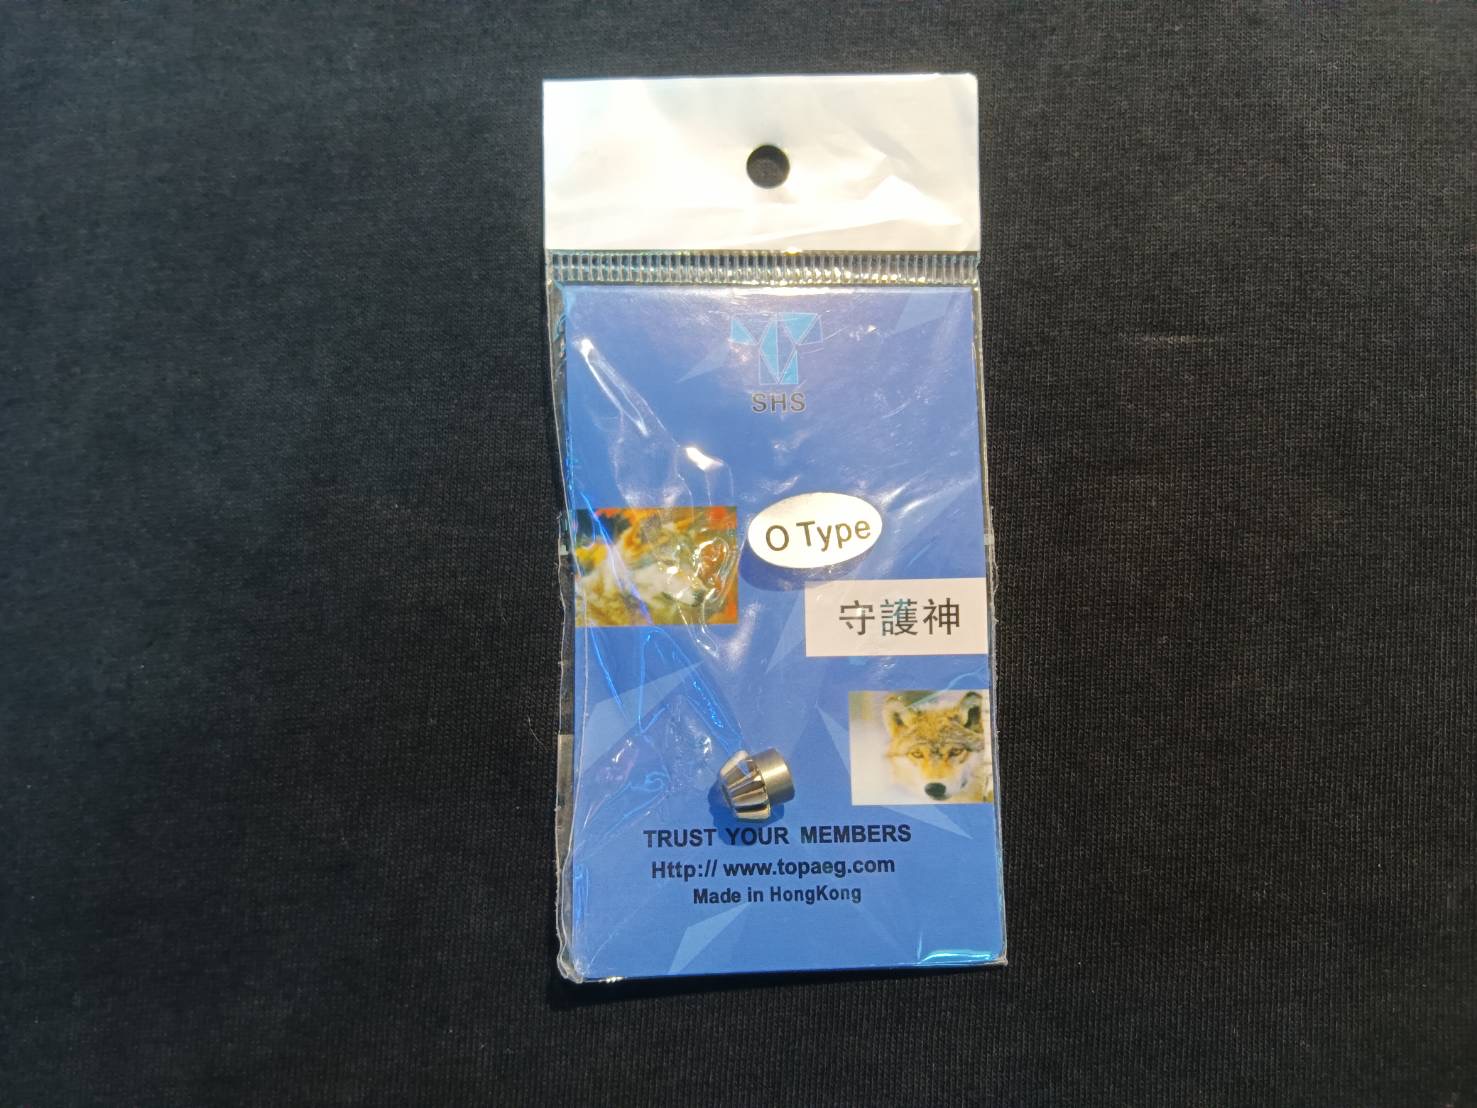 SHS
O Type
守護神
TRUST YOUR MEMBERS
Http:// www.topaeg.com
Made in HongKong